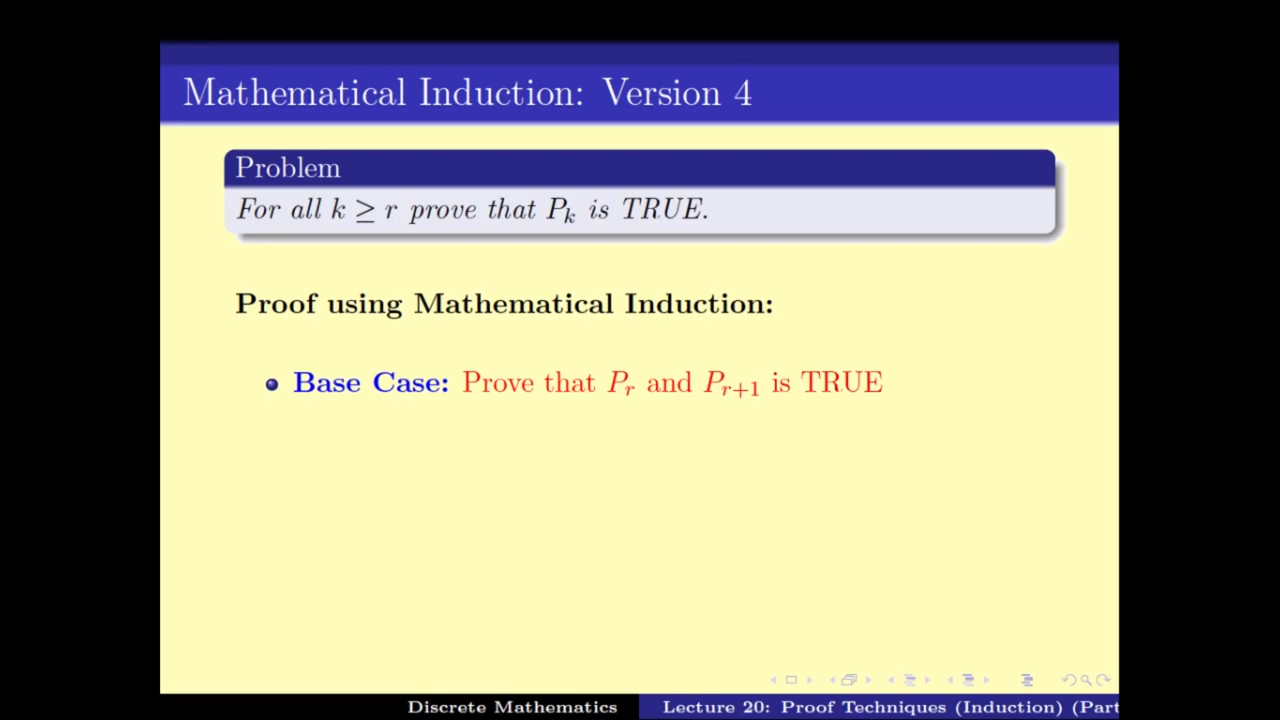 Mathematical Induction: Version 4
Problem
For all k ≥ r prove that P_k is TRUE.
Proof using Mathematical Induction:
Base Case: Prove that P_r and P_{r+1} is TRUE
Discrete Mathematics
Lecture 20: Proof Techniques (Induction) (Part